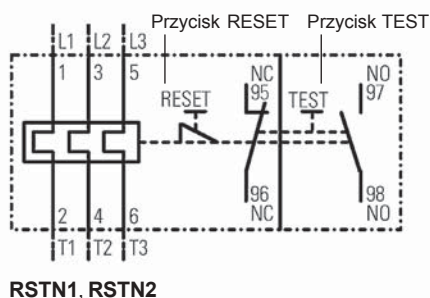 Przycisk RESET Przycisk TEST
L1 L2 L3
1 3 5 NC NO
95 97
RESET TEST
96 98
2 4 6 NC NO
T1 T2 T3
RSTN1, RSTN2